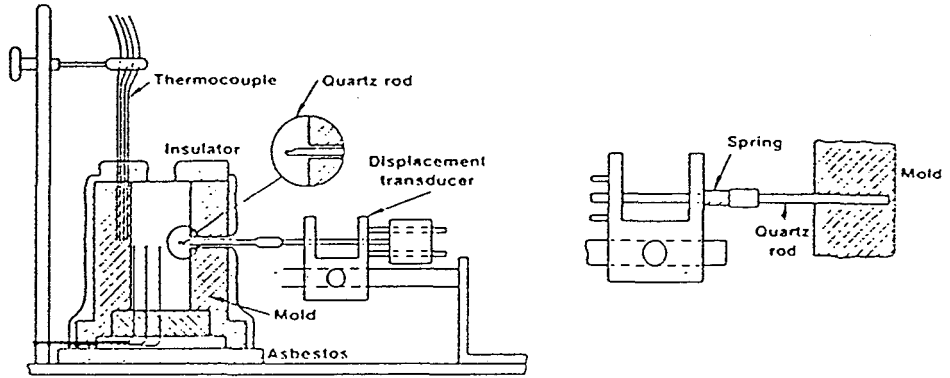 Thermocouple
Quartz rod
Insulator
Displacement
transducer
Mold
Asbestos
Spring
Mold
Quartz
rod